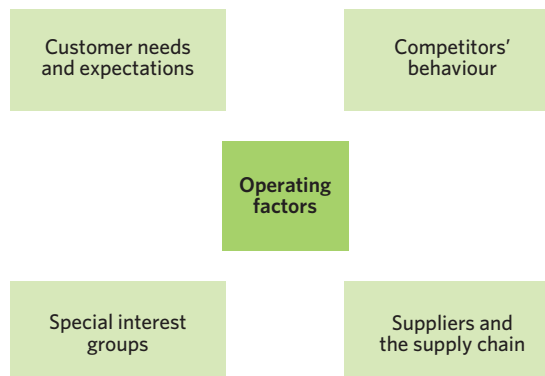 Customer needs
and expectations
Competitors’
behaviour
Operating
factors
Special interest
groups
Suppliers and
the supply chain